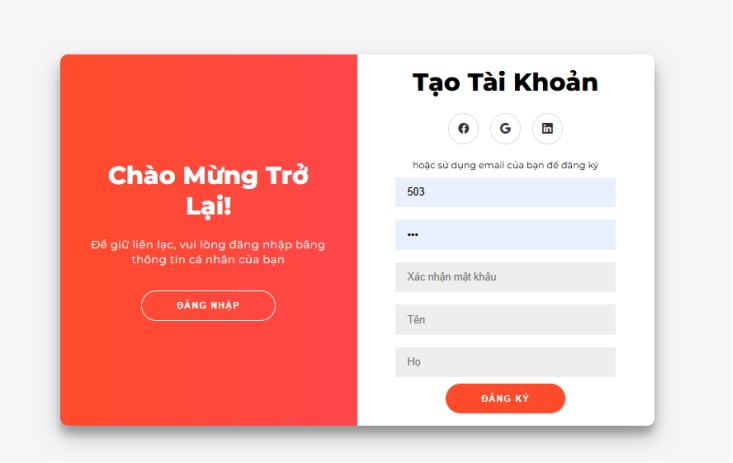 Chào Mừng Trở
Lại!
Để giữ liên lạc, vui lòng đăng nhập bằng
thông tin cá nhân của bạn
ĐĂNG NHẬP
Tạo Tài Khoản
hoặc sử dụng email của bạn để đăng ký
503
•••
Xác nhận mật khẩu
Tên
Họ
ĐĂNG KÝ